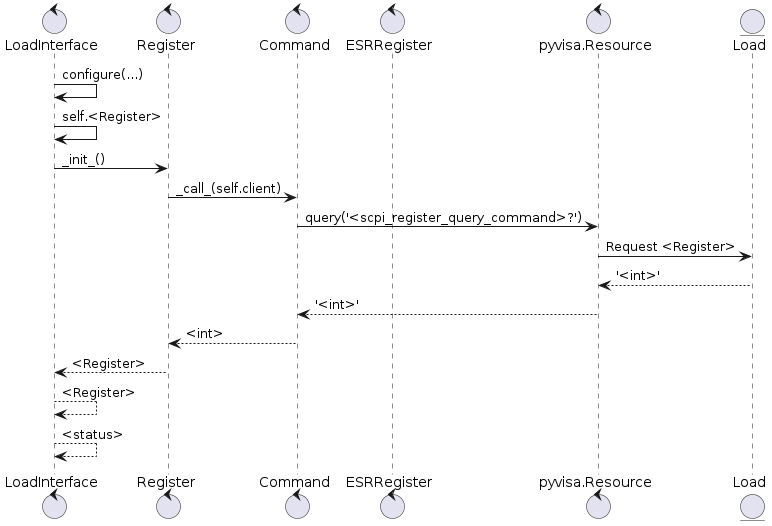 LoadInterface Register Command ESRRegister pyvisa.Resource Load
configure(...)
self.<Register>
_init_()
_call_(self.client)
query('<scpi_register_query_command>?')
Request <Register>
'<int>'
'<int>'
<int>
<Register>
<Register>
<status>
LoadInterface Register Command ESRRegister pyvisa.Resource Load